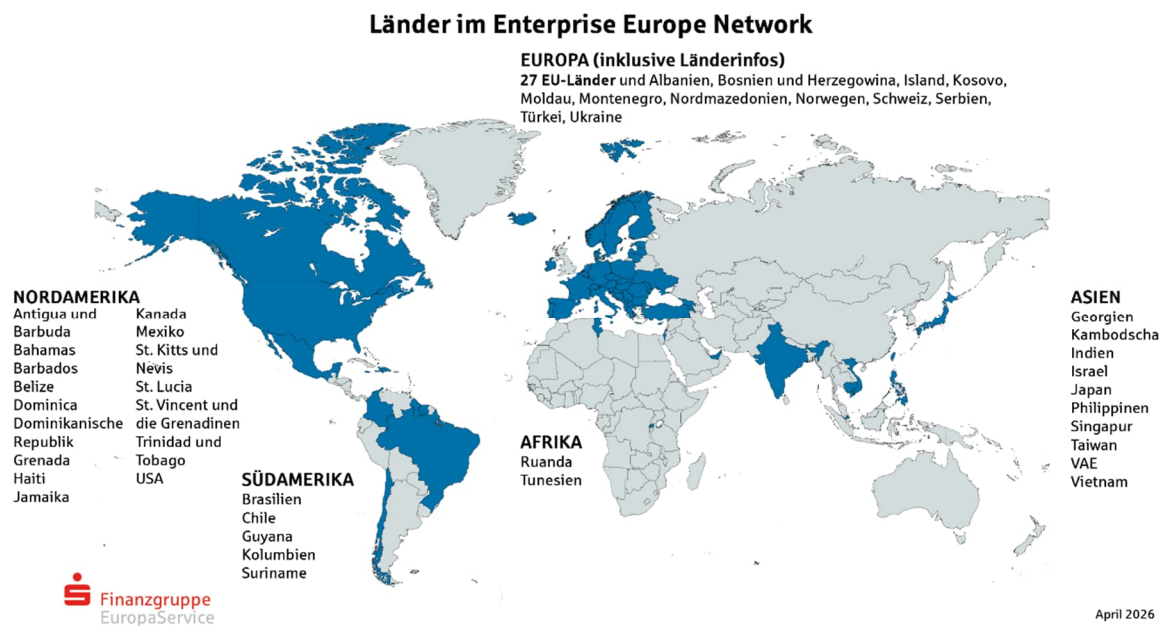 Länder im Enterprise Europe Network
EUROPA (inklusive Länderinfos)
27 EU-Länder und Albanien, Bosnien und Herzegowina, Island, Kosovo,
Moldau, Montenegro, Nordmazedonien, Norwegen, Schweiz, Serbien,
Türkei, Ukraine
NORDAMERIKA
Antigua und
Barbuda
Bahamas
Barbados
Belize
Dominica
Dominikanische
Republik
Grenada
Haiti
Jamaika
Kanada
Mexiko
St. Kitts und
Nevis
St. Lucia
St. Vincent und
die Grenadinen
Trinidad und
Tobago
USA
SÜDAMERIKA
Brasilien
Chile
Guyana
Kolumbien
Suriname
AFRIKA
Ruanda
Tunesien
ASIEN
Georgien
Kambodscha
Indien
Israel
Japan
Philippinen
Singapur
Taiwan
VAE
Vietnam
Finanzgruppe
EuropaService
April 2026